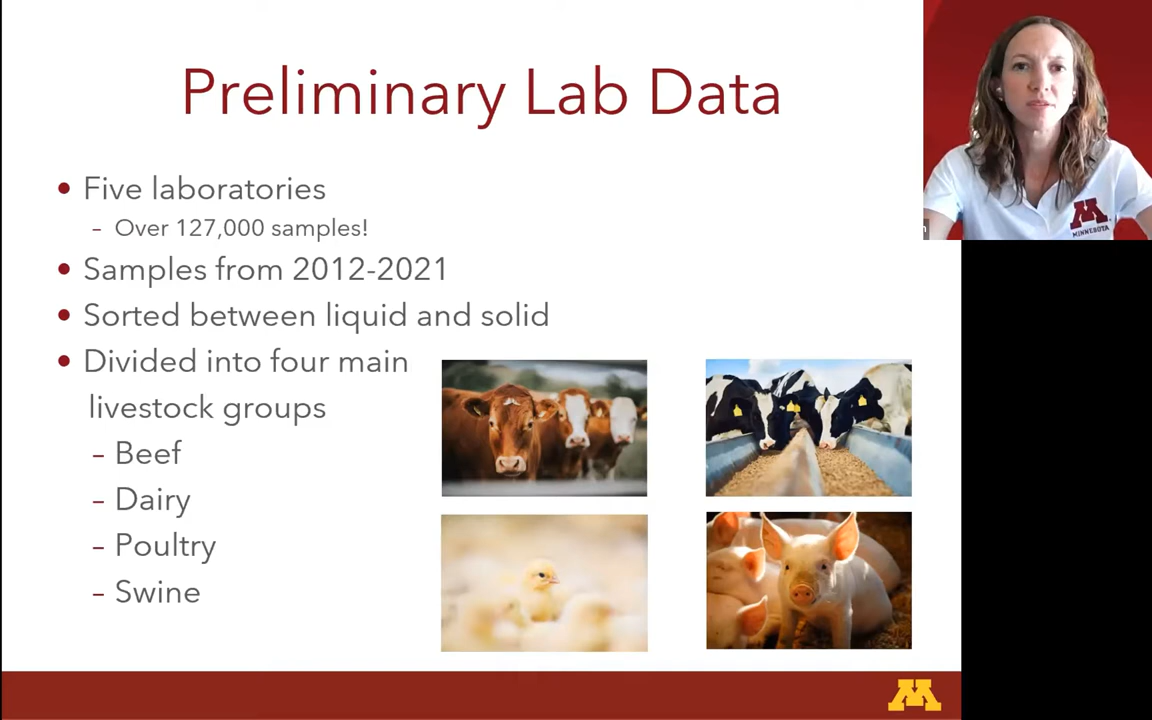 Preliminary Lab Data
• Five laboratories
– Over 127,000 samples!
• Samples from 2012-2021
• Sorted between liquid and solid
• Divided into four main
livestock groups
– Beef
– Dairy
– Poultry
– Swine
M
MINNESOTA
M